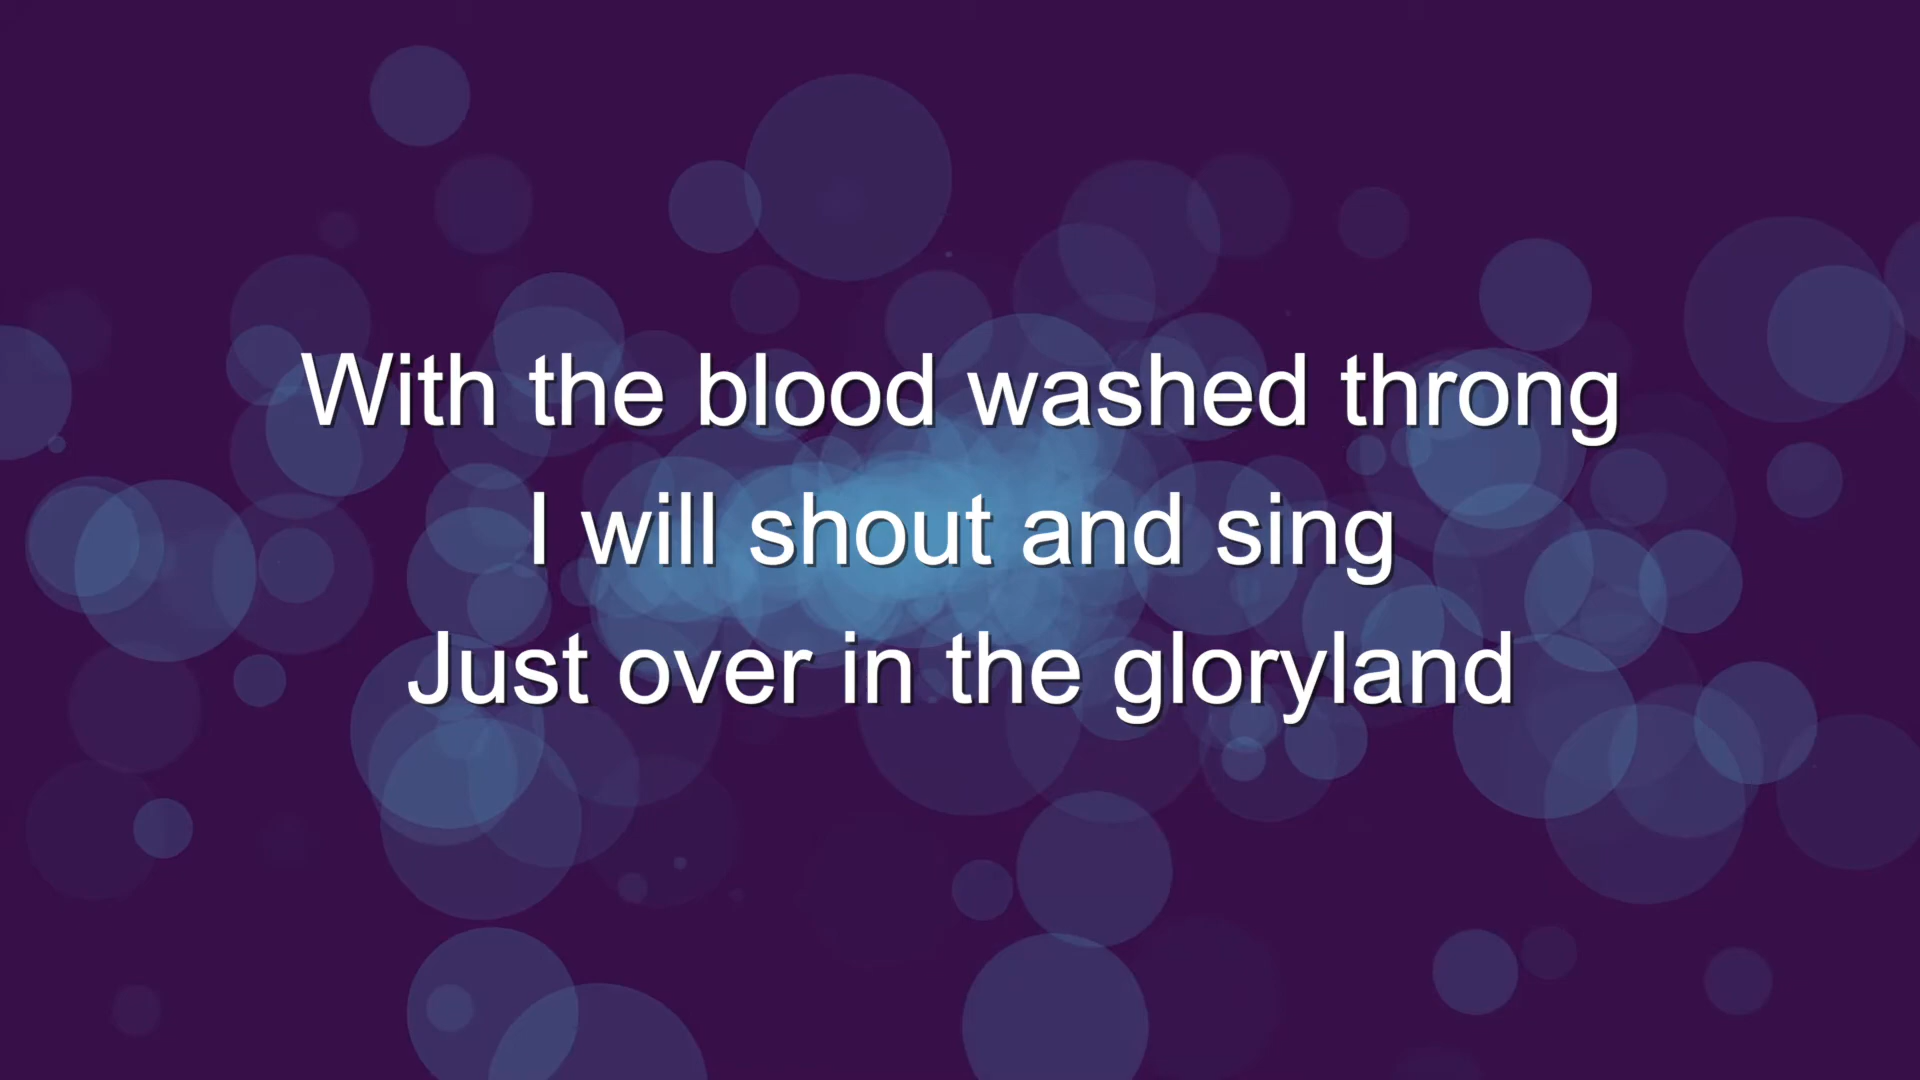 With the blood washed throng
I will shout and sing
Just over in the gloryland